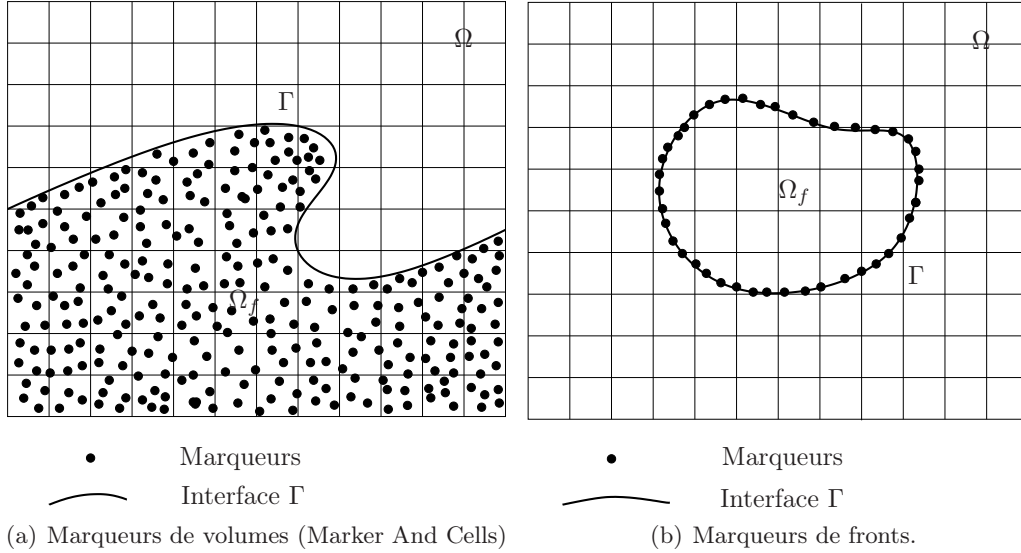 Ω
Γ
Ω_f
Marqueurs
Interface Γ
(a) Marqueurs de volumes (Marker And Cells)
Ω
Ω_f
Γ
Marqueurs
Interface Γ
(b) Marqueurs de fronts.